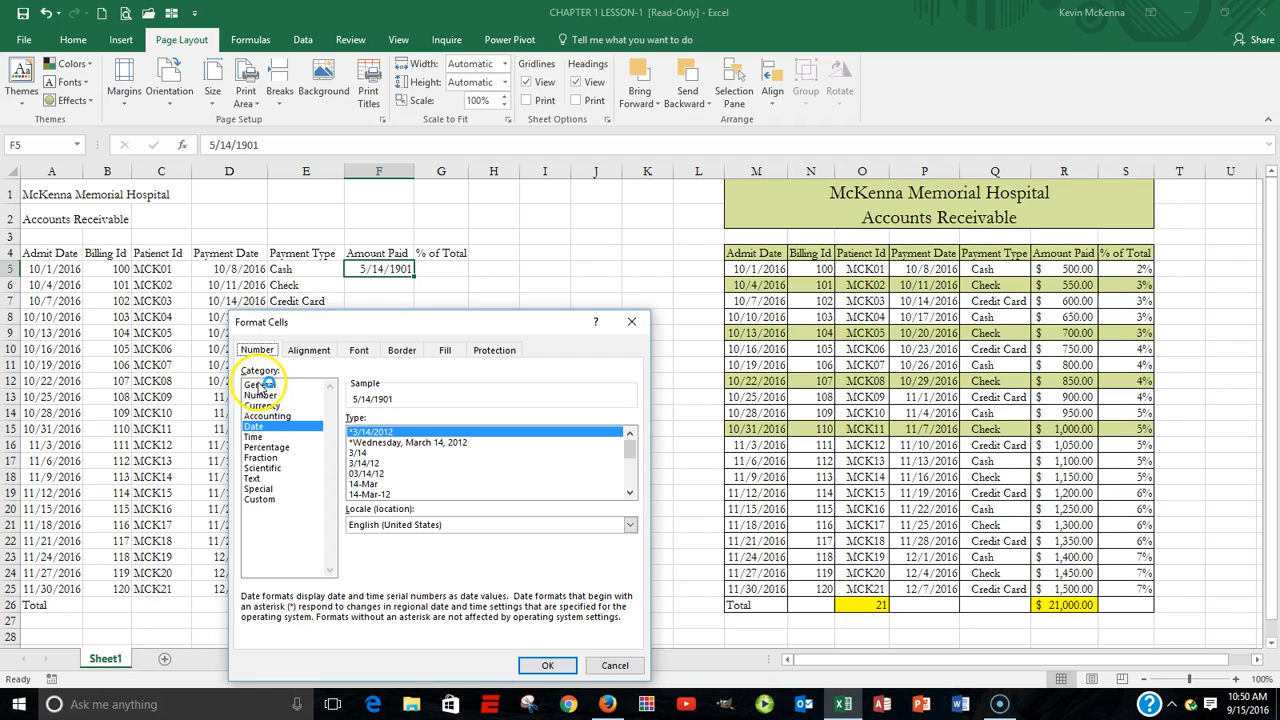 CHAPTER 1 LESSON-1 [Read-Only] - Excel
Kevin McKenna
File Home Insert Page Layout Formulas Data Review View Inquire Power Pivot Tell me what you want to do Share
Themes Colors Fonts Effects
Themes
Margins Orientation Size Print Area Breaks Background Print Titles
Page Setup
Width: Automatic
Height: Automatic
Scale: 100%
Scale to Fit
Gridlines Headings
View View
Print Print
Sheet Options
Bring Forward Send Backward Selection Pane Align Group Rotate
Arrange
F5 fx 5/14/1901
A B C D E F G H I J K L M N O P Q R S T U
1 McKenna Memorial Hospital McKenna Memorial Hospital
2 Accounts Receivable Accounts Receivable
3
4 Admit Date Billing Id Patienct Id Payment Date Payment Type Amount Paid % of Total Admit Date Billing Id Patienct Id Payment Date Payment Type Amount Paid % of Total
5 10/1/2016 100 MCK01 10/8/2016 Cash 5/14/1901 10/1/2016 100 MCK01 10/8/2016 Cash $ 500.00 2%
6 10/4/2016 101 MCK02 10/11/2016 Check 10/4/2016 101 MCK02 10/11/2016 Check $ 550.00 3%
7 10/7/2016 102 MCK03 10/14/2016 Credit Card 10/7/2016 102 MCK03 10/14/2016 Credit Card $ 600.00 3%
8 10/10/2016 103 MCK04 10/17/2016 Cash $ 650.00 3%
8 10/10/2016 103 MCK04
9 10/13/2016 104 MCK05 10/13/2016 104 MCK05 10/20/2016 Check $ 700.00 3%
10 10/16/2016 105 MCK06 10/16/2016 105 MCK06 10/23/2016 Credit Card $ 750.00 4%
11 10/19/2016 106 MCK07 10/19/2016 106 MCK07 10/26/2016 Cash $ 800.00 4%
12 10/22/2016 107 MCK08 10/22/2016 107 MCK08 10/29/2016 Check $ 850.00 4%
13 10/25/2016 108 MCK09 10/25/2016 108 MCK09 11/1/2016 Credit Card $ 900.00 4%
14 10/28/2016 109 MCK10 10/28/2016 109 MCK10 11/4/2016 Cash $ 950.00 5%
15 10/31/2016 110 MCK11 10/31/2016 110 MCK11 11/7/2016 Check $ 1,000.00 5%
16 11/3/2016 111 MCK12 11/3/2016 111 MCK12 11/10/2016 Credit Card $ 1,050.00 5%
17 11/6/2016 112 MCK13 11/6/2016 112 MCK13 11/13/2016 Cash $ 1,100.00 5%
18 11/9/2016 113 MCK14 11/9/2016 113 MCK14 11/16/2016 Check $ 1,150.00 5%
19 11/12/2016 114 MCK15 11/12/2016 114 MCK15 11/19/2016 Credit Card $ 1,200.00 6%
20 11/15/2016 115 MCK16 11/15/2016 115 MCK16 11/22/2016 Cash $ 1,250.00 6%
21 11/18/2016 116 MCK17 11/18/2016 116 MCK17 11/25/2016 Check $ 1,300.00 6%
22 11/21/2016 117 MCK18 11/21/2016 117 MCK18 11/28/2016 Credit Card $ 1,350.00 6%
23 11/24/2016 118 MCK19 11/24/2016 118 MCK19 12/1/2016 Cash $ 1,400.00 7%
24 11/27/2016 119 MCK20 11/27/2016 119 MCK20 12/4/2016 Check $ 1,450.00 7%
25 11/30/2016 120 MCK21 11/30/2016 120 MCK21 12/7/2016 Credit Card $ 1,500.00 7%
26 Total Total 21 $ 21,000.00
27
28
Format Cells
Number Alignment Font Border Fill Protection
Category:
General
Number
Currency
Accounting
Date
Time
Percentage
Fraction
Scientific
Text
Special
Custom
Sample
5/14/1901
Type:
*3/14/2012
*Wednesday, March 14, 2012
3/14
3/14/12
03/14/12
14-Mar
14-Mar-12
Locale (location):
English (United States)
Date formats display date and time serial numbers as date values. Date formats that begin with
an asterisk (*) respond to changes in regional date and time settings that are specified for the
operating system. Formats without an asterisk are not affected by operating system settings.
OK Cancel
Sheet1
Ready 100%
Ask me anything
10:50 AM
9/15/2016